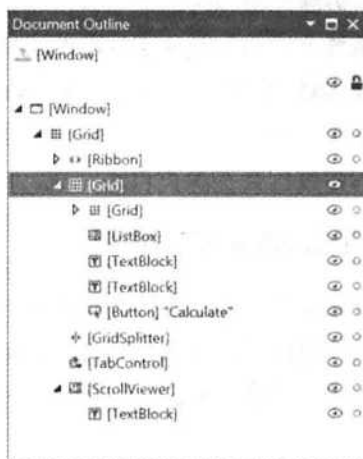 Document Outline
[Window]
[Window]
[Grid]
[Ribbon]
[Grid]
[Grid]
[ListBox]
[TextBlock]
[TextBlock]
[Button] "Calculate"
[GridSplitter]
[TabControl]
[ScrollViewer]
[TextBlock]